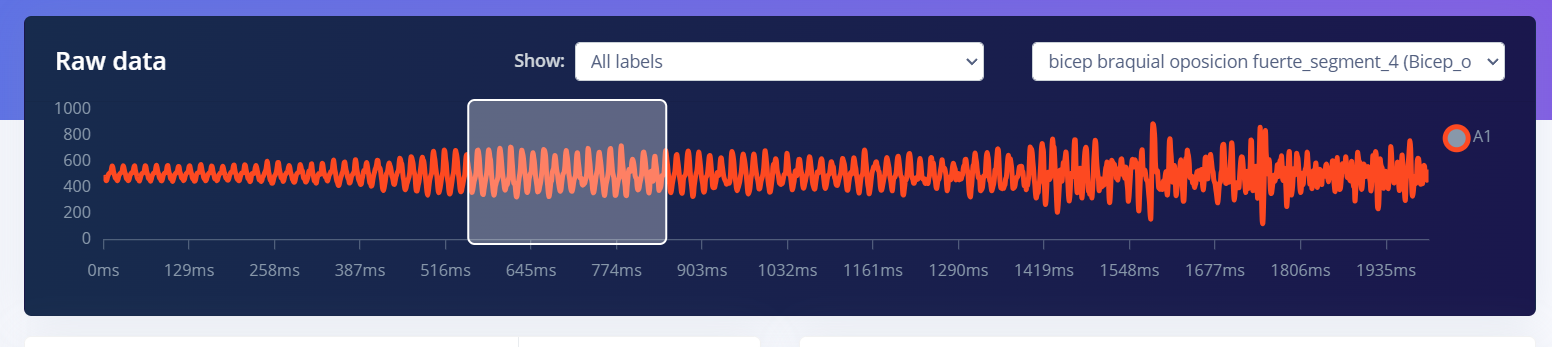 Raw data
Show:
All labels
bicep braquial oposicion fuerte_segment_4 (Bicep_o
1000
800
600
400
200
0
A1
0ms 129ms 258ms 387ms 516ms 645ms 774ms 903ms 1032ms 1161ms 1290ms 1419ms 1548ms 1677ms 1806ms 1935ms